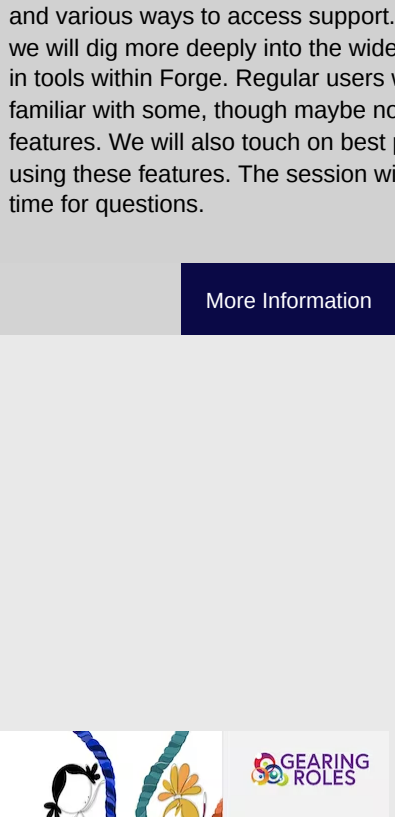 and various ways to access support.
we will dig more deeply into the wide
in tools within Forge. Regular users
familiar with some, though maybe
features. We will also touch on best
using these features. The session
time for questions.
More Information
GEARING
ROLES